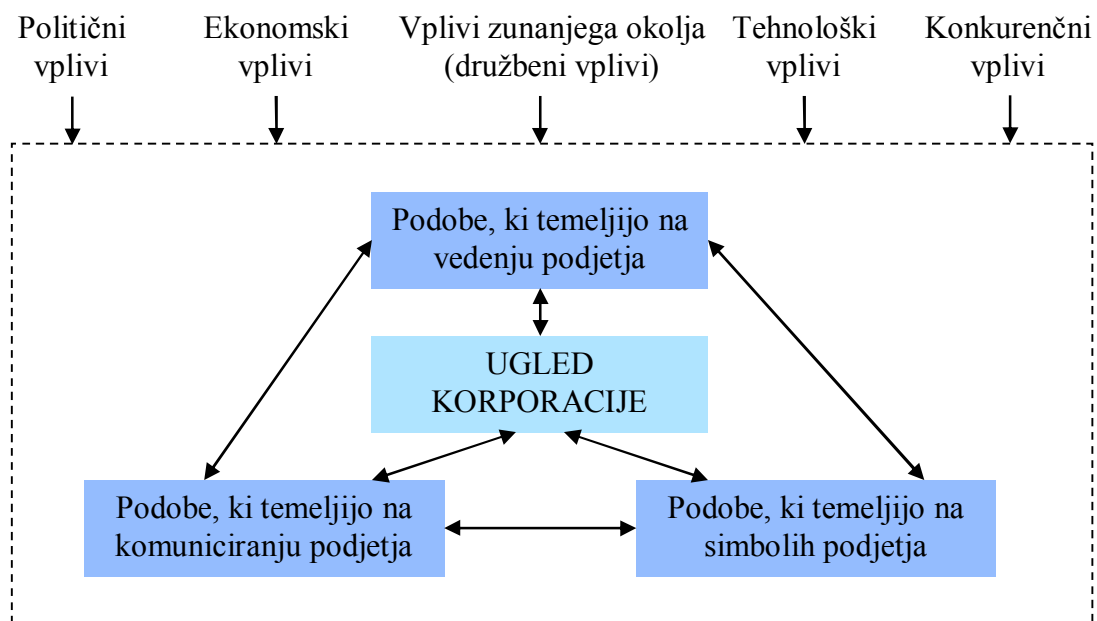 Politični
vplivi
Ekonomski
vplivi
Vplivi zunanjega okolja
(družbeni vplivi)
Tehnološki
vplivi
Konkurenčni
vplivi
Podobe, ki temeljijo na
vedenju podjetja
UGLED
KORPORACIJE
Podobe, ki temeljijo na
komuniciranju podjetja
Podobe, ki temeljijo na
simbolih podjetja